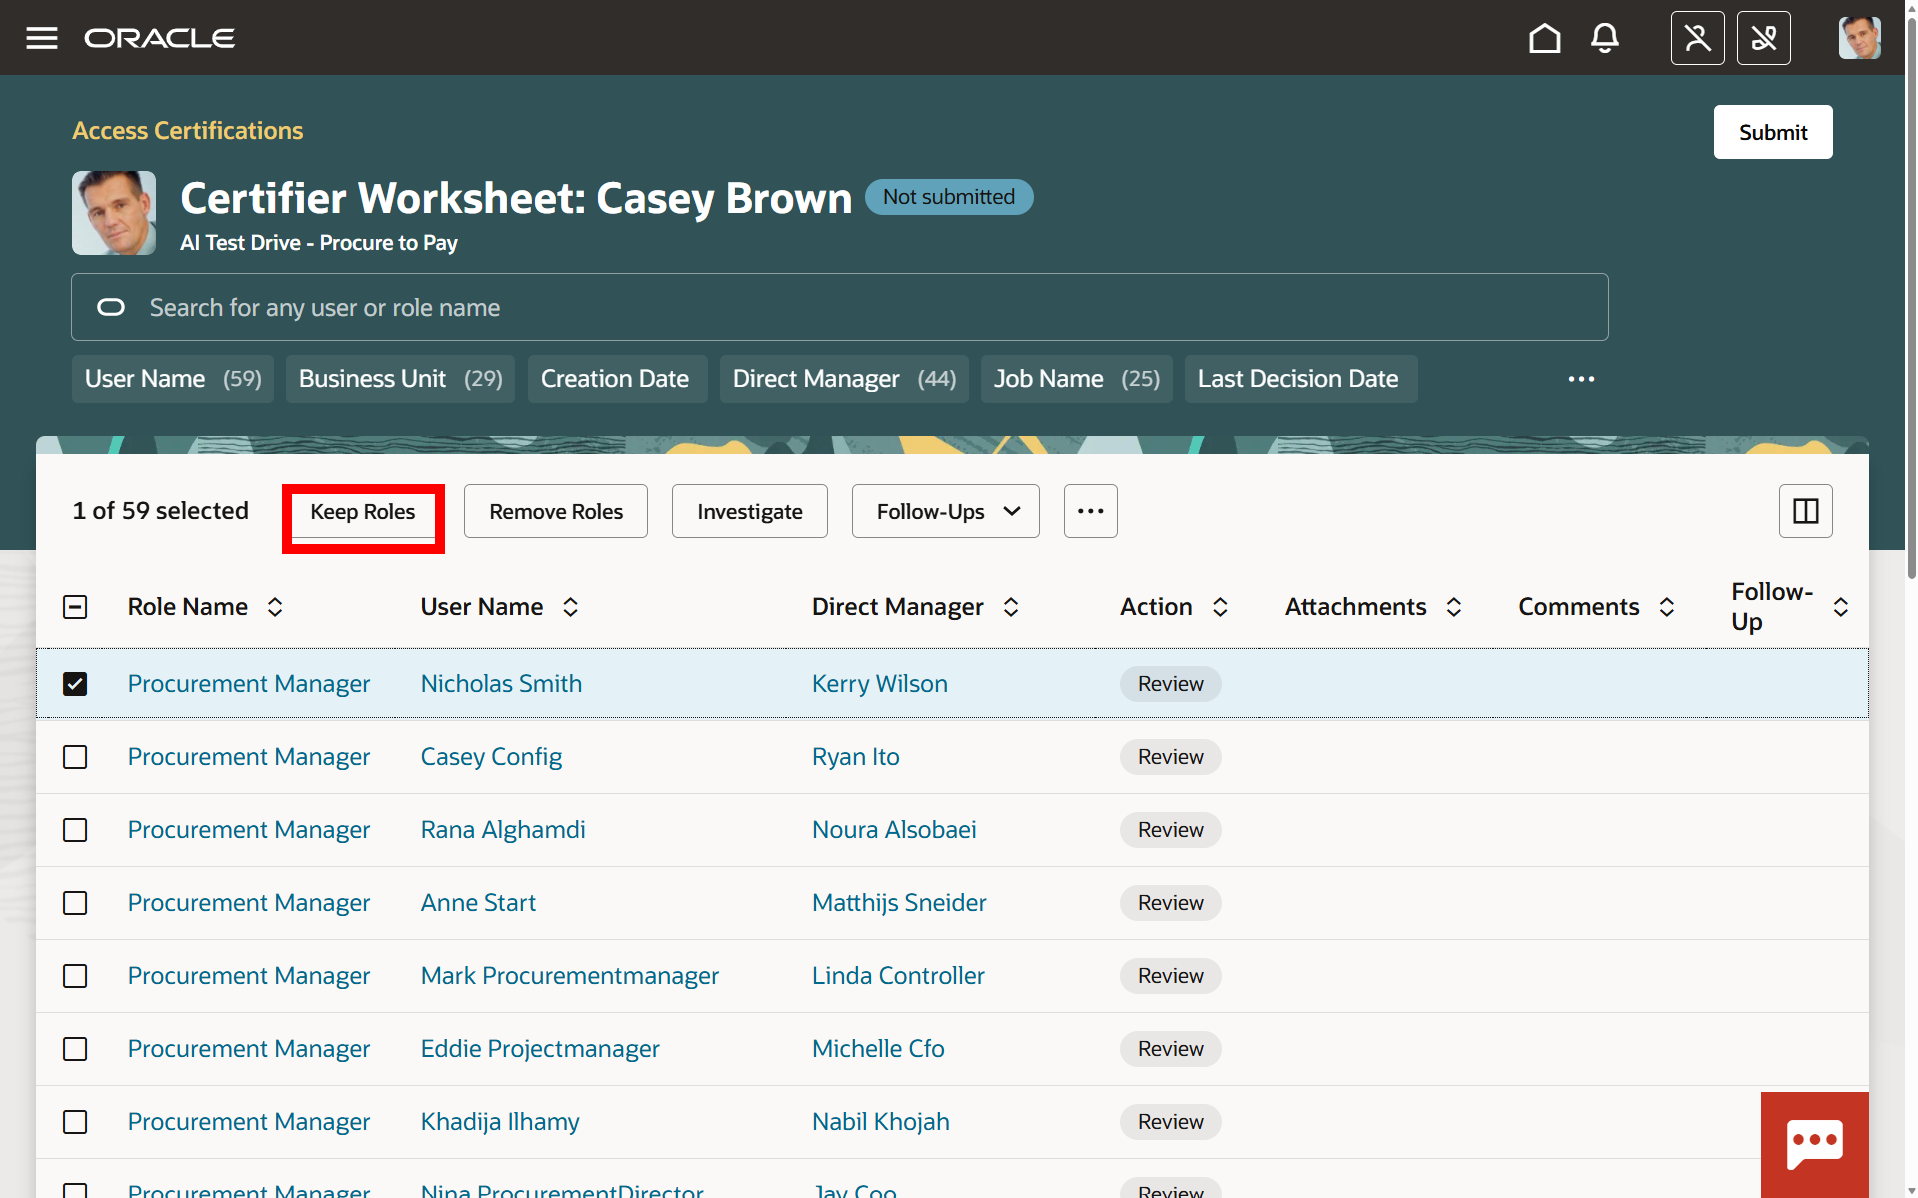 ORACLE
Access Certifications
Submit
Certifier Worksheet: Casey Brown Not submitted
AI Test Drive - Procure to Pay
Search for any user or role name
User Name (59) Business Unit (29) Creation Date Direct Manager (44) Job Name (25) Last Decision Date
1 of 59 selected Keep Roles Remove Roles Investigate Follow-Ups
Role Name User Name Direct Manager Action Attachments Comments Follow-Up
Procurement Manager Nicholas Smith Kerry Wilson Review
Procurement Manager Casey Config Ryan Ito Review
Procurement Manager Rana Alghamdi Noura Alsobaei Review
Procurement Manager Anne Start Matthijs Sneider Review
Procurement Manager Mark Procurementmanager Linda Controller Review
Procurement Manager Eddie Projectmanager Michelle Cfo Review
Procurement Manager Khadija Ilhamy Nabil Khojah Review
Procurement Manager Nina ProcurementDirector Jay Coo Review